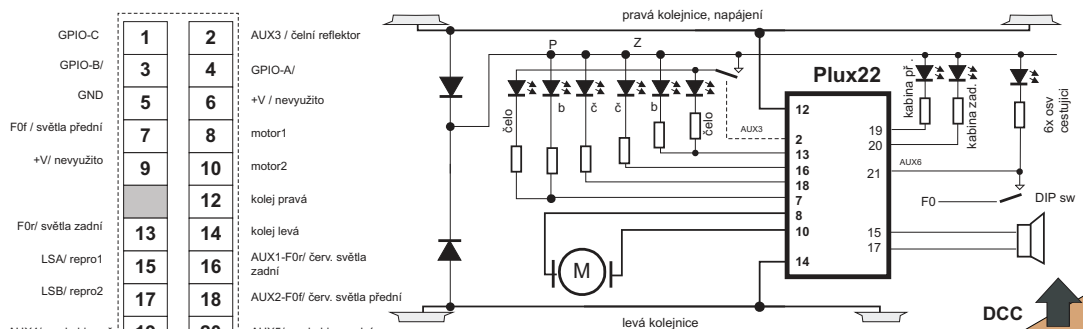 GPIO-C 1 2 AUX3 / čelní reflektor
GPIO-B/ 3 4 GPIO-A/
GND 5 6 +V / nevyužito
F0f / světla přední 7 8 motor1
+V/ nevyužito 9 10 motor2
12 kolej pravá
F0r/ světla zadní 13 14 kolej levá
LSA/ repro1 15 16 AUX1-F0r/ červ. světla
zadní
LSB/ repro2 17 18 AUX2-F0f/ červ. světla přední
19 20
pravá kolejnice, napájení
P Z
čelo b č č b čelo
AUX3
Plux22
12
2
13
16
18
7
8
10
14
19
20
21
15
17
kabina př.
kabina zad.
6x osv
cestující
AUX6
F0 DIP sw
M
levá kolejnice
DCC